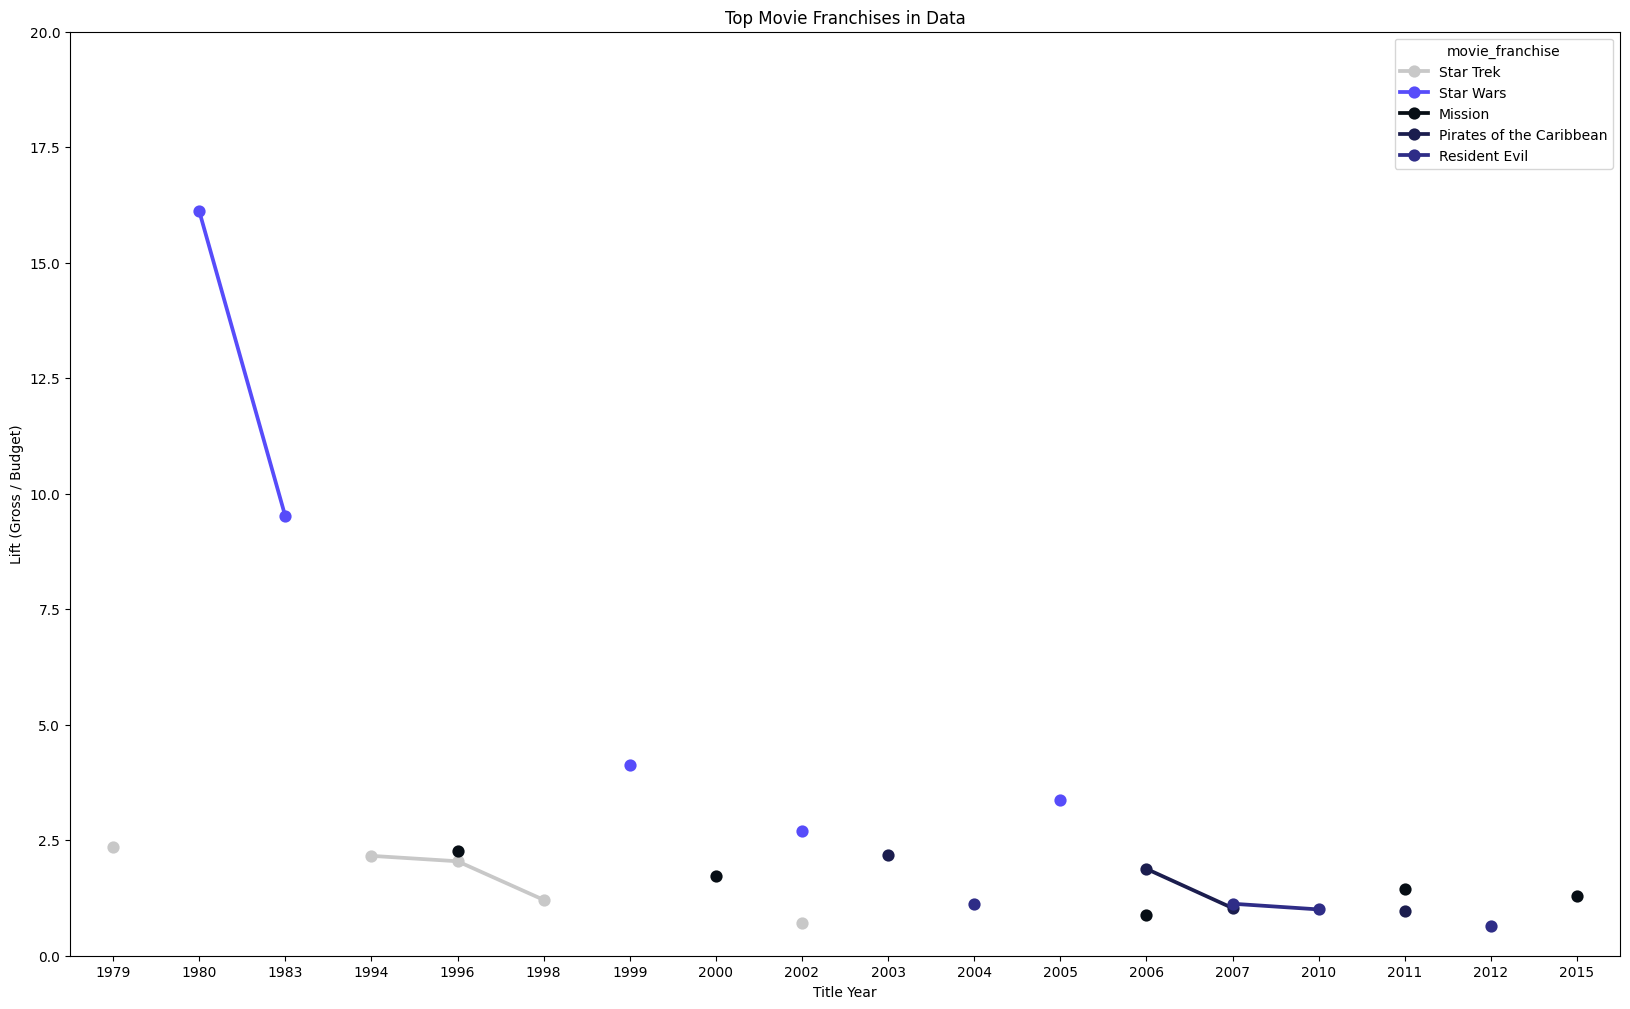 Top Movie Franchises in Data
20.0
17.5
15.0
12.5
10.0
7.5
5.0
2.5
0.0
Lift (Gross / Budget)
movie_franchise
Star Trek
Star Wars
Mission
Pirates of the Caribbean
Resident Evil
1979 1980 1983 1994 1996 1998 1999 2000 2002 2003 2004 2005 2006 2007 2010 2011 2012 2015
Title Year